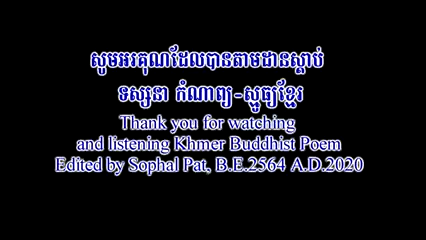 សូមអរគុណដែលបានតាមដានស្តាប់
ទស្សនា កំណាព្យ-ស្មូធ្យខ្មែរ
Thank you for watching
and listening Khmer Buddhist Poem
Edited by Sophal Pat, B.E.2564 A.D.2020